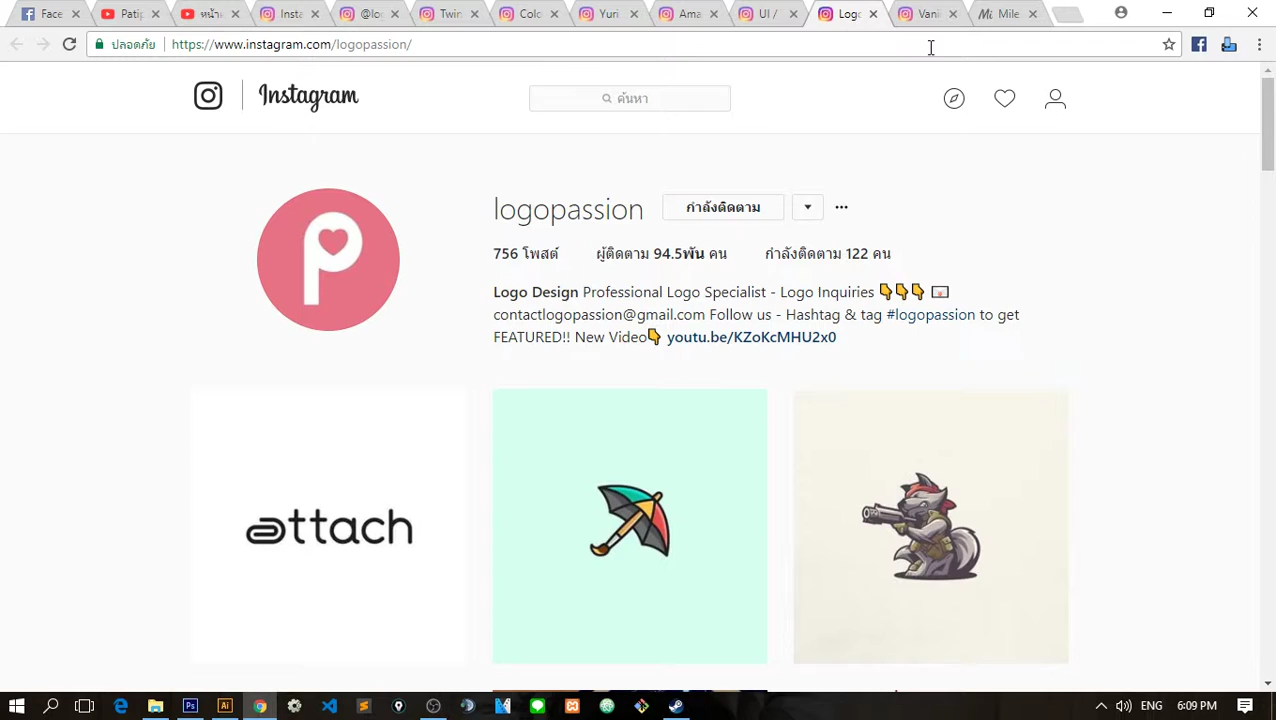 Face
Patip
หน้าห
Insta
@log
Twin
Colo
Yuri
Ama
UI /
Logo
Vani
Mi Mile
ปลอดภัย https://www.instagram.com/logopassion/
Instagram ค้นหา
logopassion กำลังติดตาม
756 โพสต์ ผู้ติดตาม 94.5พัน คน กำลังติดตาม 122 คน
Logo Design Professional Logo Specialist - Logo Inquiries 👇👇👇
contactlogopassion@gmail.com Follow us - Hashtag & tag #logopassion to get
FEATURED!! New Video👇 youtu.be/KZoKcMHU2x0
attach
ENG 6:09 PM